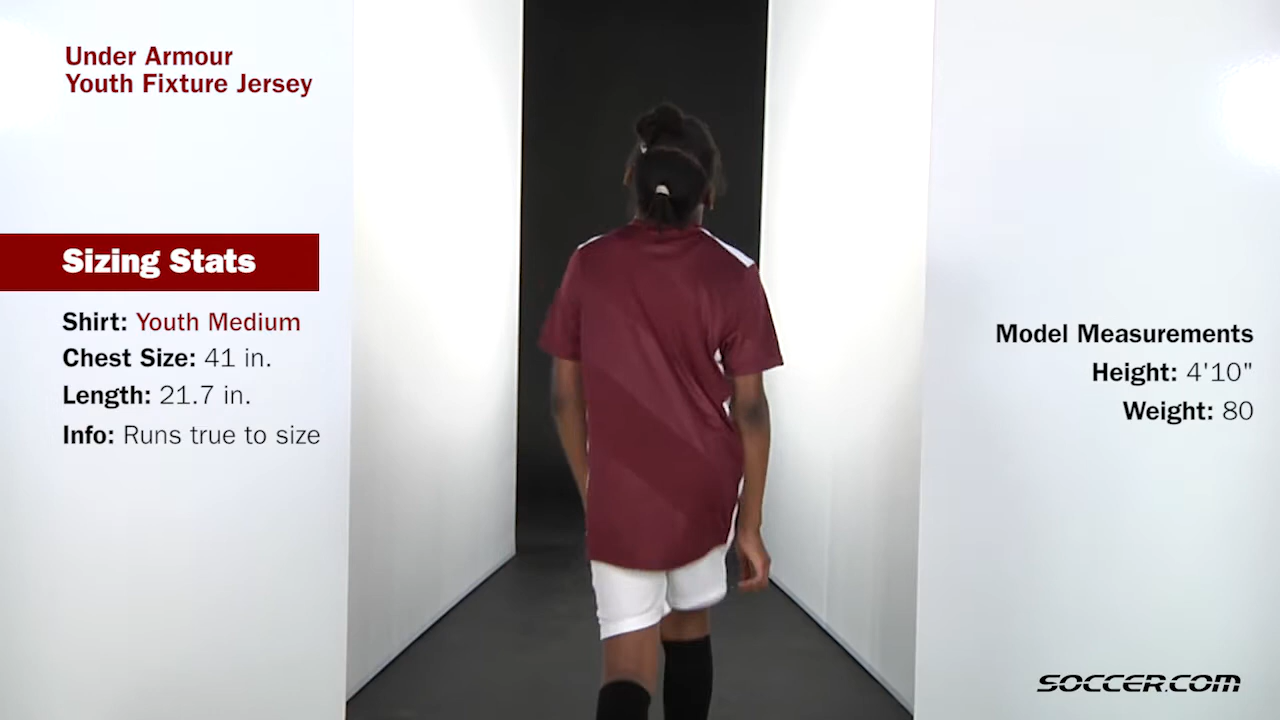 Under Armour
Youth Fixture Jersey
Sizing Stats
Shirt: Youth Medium
Chest Size: 41 in.
Length: 21.7 in.
Info: Runs true to size
Model Measurements
Height: 4'10"
Weight: 80
SOCCER.COM